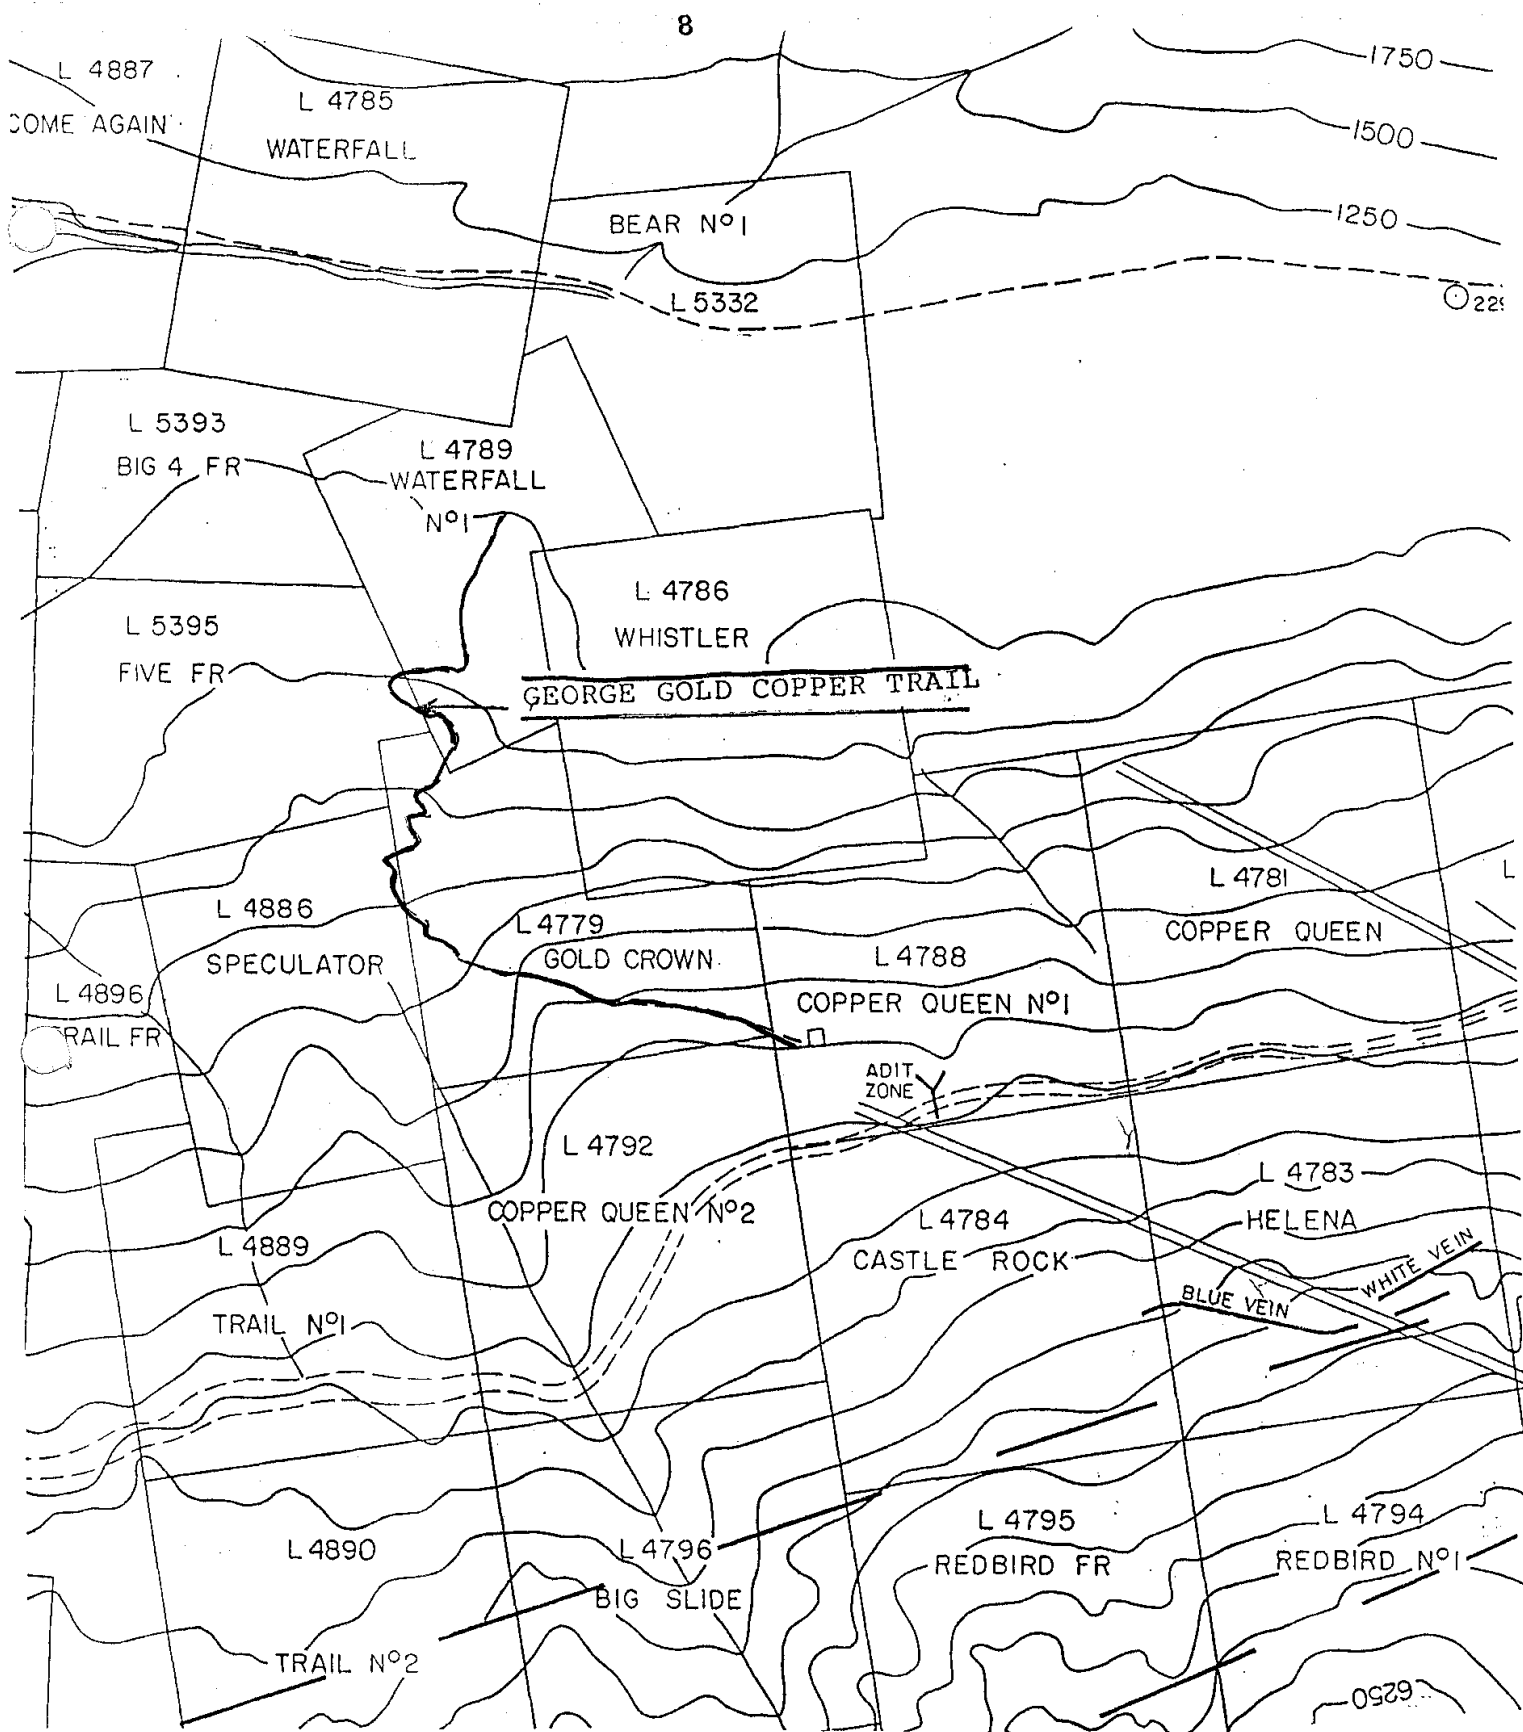 8
L 4887
COME AGAIN
L 4785
WATERFALL
1750
1500
1250
BEAR Nº1
L 5332
L 5393
BIG 4 FR
L 4789
WATERFALL
Nº1
L 4786
WHISTLER
L 5395
FIVE FR
GEORGE GOLD COPPER TRAIL
L 4781
L
COPPER QUEEN
L 4886
SPECULATOR
L 4779
GOLD CROWN
L 4788
COPPER QUEEN Nº1
L 4896
TRAIL FR
ADIT
ZONE
L 4792
COPPER QUEEN Nº2
L 4783
HELENA
L 4784
CASTLE ROCK
WHITE VEIN
BLUE VEIN
L 4889
TRAIL Nº1
L 4890
TRAIL Nº2
L 4796
BIG SLIDE
L 4795
REDBIRD FR
L 4794
REDBIRD Nº1
6250